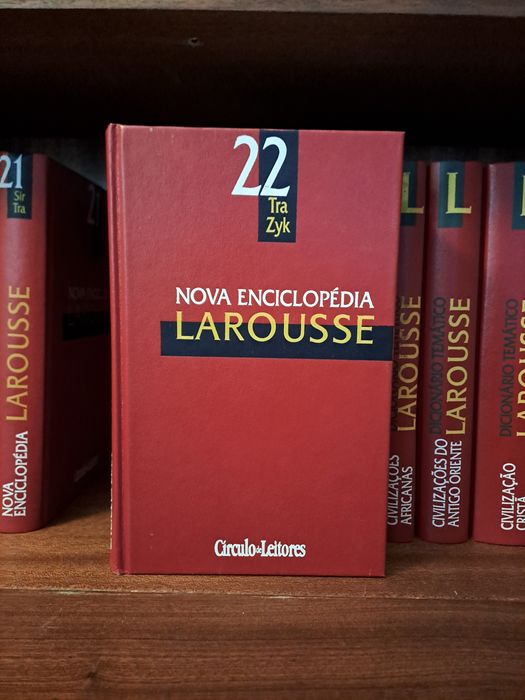 21
Sir
Tra
NOVA
ENCICLOPÉDIA
LAROUSSE
22
Tra
Zyk
NOVA ENCICLOPÉDIA
LAROUSSE
Círculo de Leitores
L
LAROUSSE
CIVILIZAÇÕES
AFRICANAS
L
DICIONÁRIO TEMÁTICO
LAROUSSE
CIVILIZAÇÕES DO
ANTIGO ORIENTE
DICIONÁRIO TEMÁTICO
LAROUSSE
CIVILIZAÇÃO
CRISTÃ